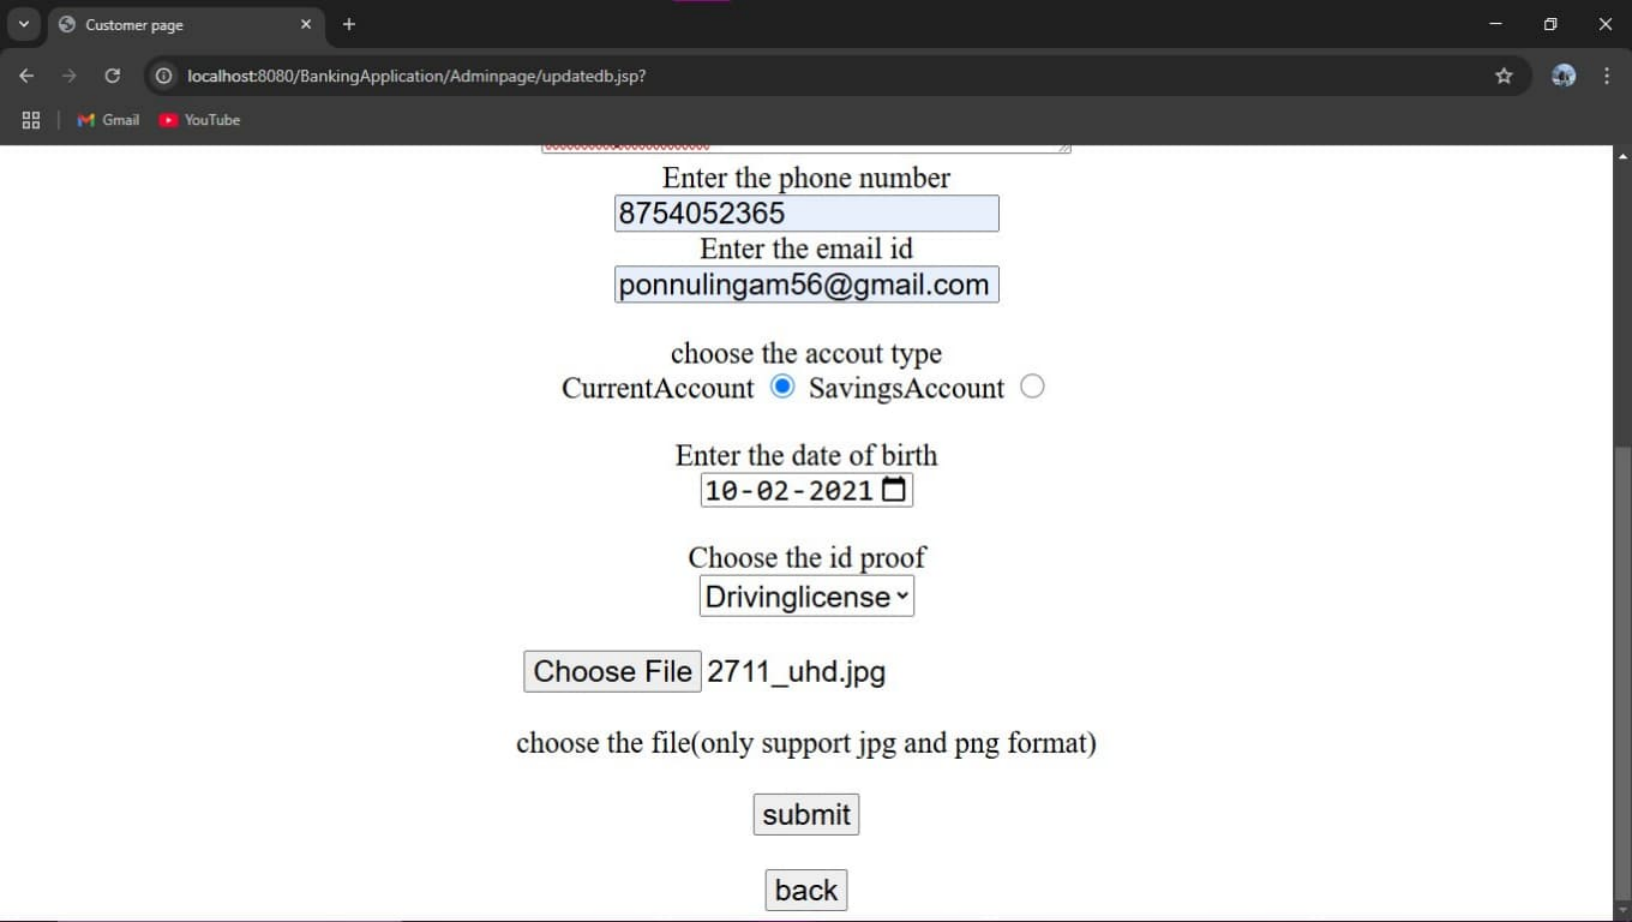 Customer page
localhost:8080/BankingApplication/Adminpage/updatedb.jsp?
Gmail YouTube
Enter the phone number
8754052365
Enter the email id
ponnulingam56@gmail.com
choose the accout type
CurrentAccount SavingsAccount
Enter the date of birth
10-02-2021
Choose the id proof
Drivinglicense
Choose File 2711_uhd.jpg
choose the file(only support jpg and png format)
submit
back